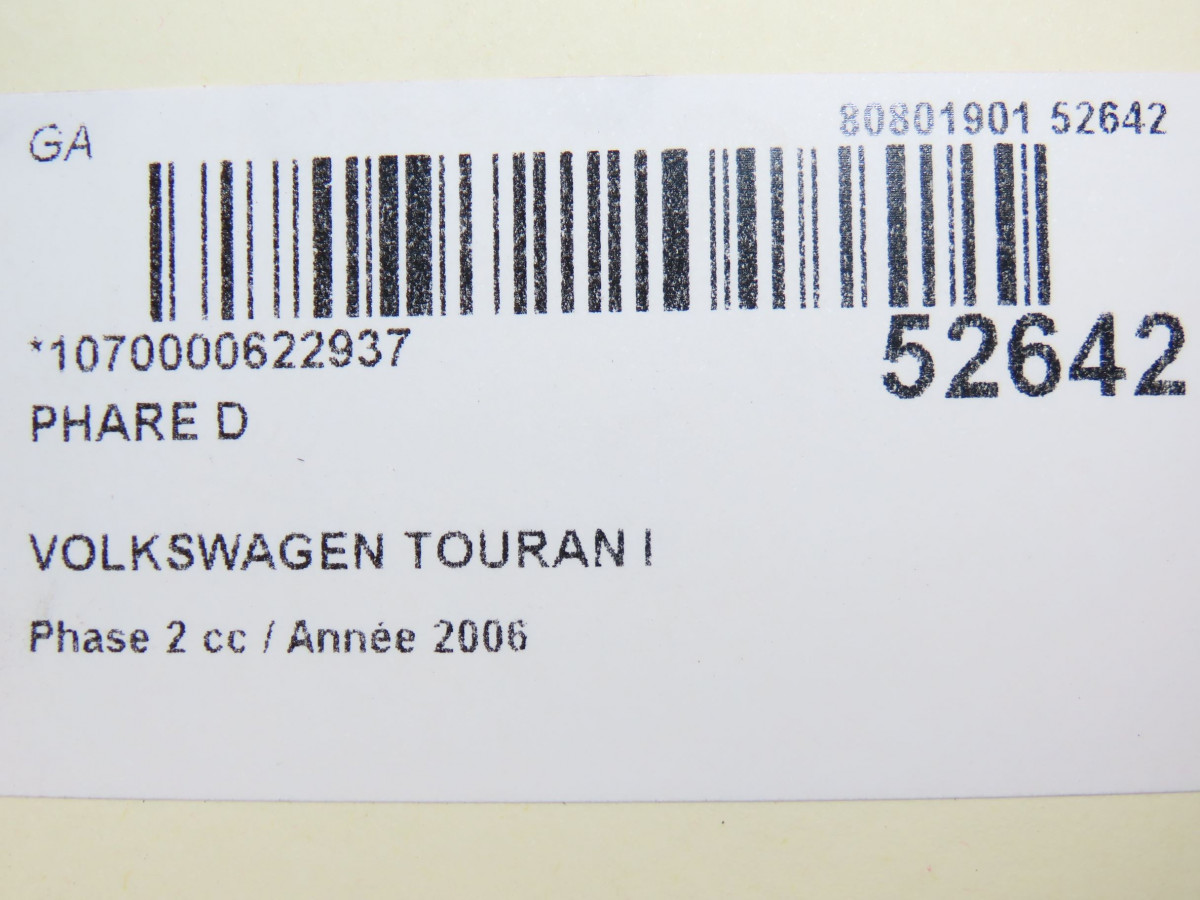 GA
80801901 52642
*1070000622937
52642
PHARE D
VOLKSWAGEN TOURAN I
Phase 2 cc / Année 2006